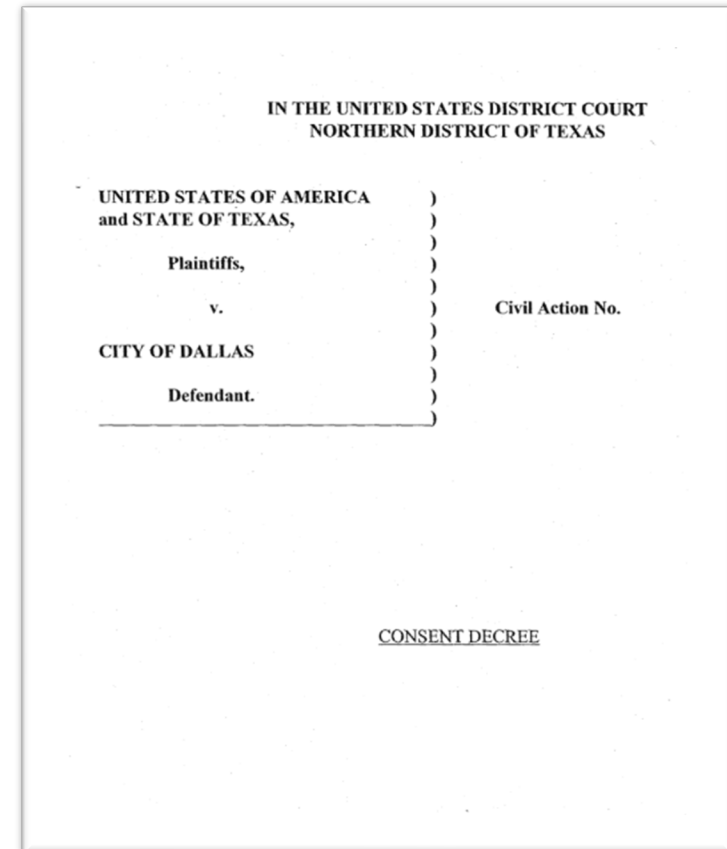 IN THE UNITED STATES DISTRICT COURT
NORTHERN DISTRICT OF TEXAS
UNITED STATES OF AMERICA )
and STATE OF TEXAS, )
)
Plaintiffs, )
)
v. ) Civil Action No.
)
CITY OF DALLAS )
)
Defendant. )
)
CONSENT DECREE